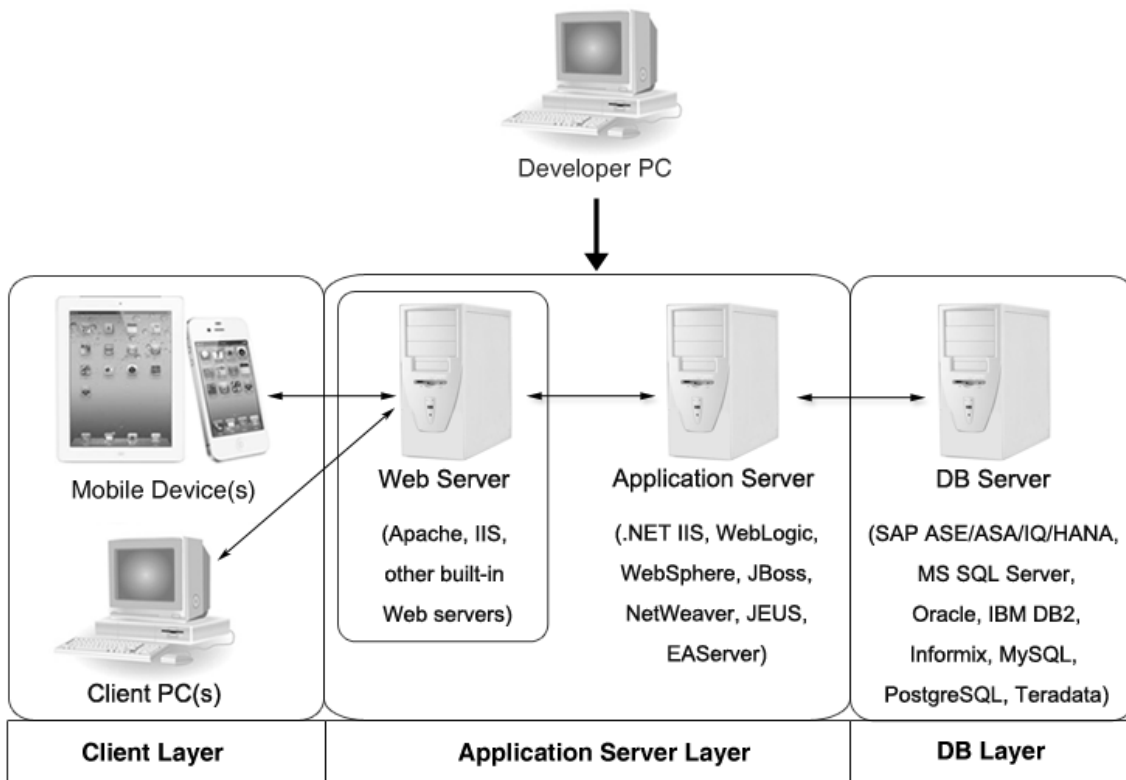 Developer PC
Mobile Device(s)
Client PC(s)
Web Server
(Apache, IIS,
other built-in
Web servers)
Application Server
(.NET IIS, WebLogic,
WebSphere, JBoss,
NetWeaver, JEUS,
EAServer)
DB Server
(SAP ASE/ASA/IQ/HANA,
MS SQL Server,
Oracle, IBM DB2,
Informix, MySQL,
PostgreSQL, Teradata)
Client Layer
Application Server Layer
DB Layer